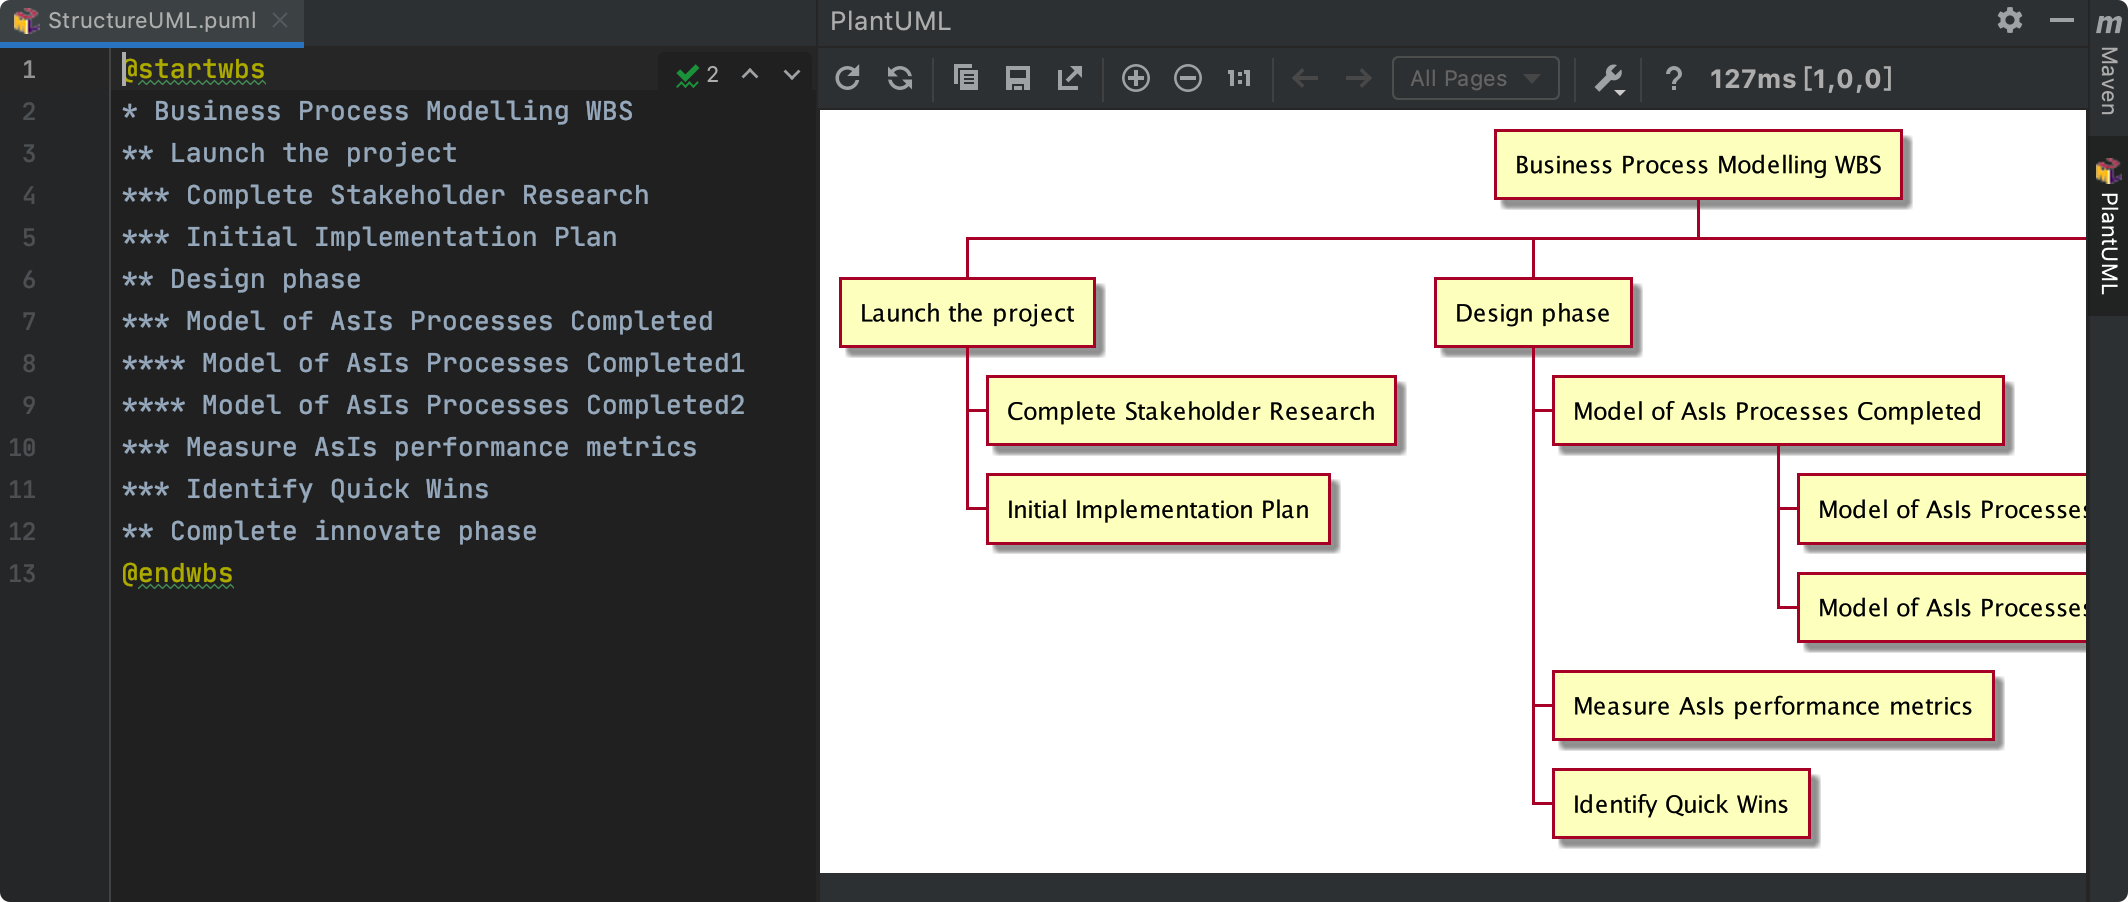 StructureUML.puml
1 @startwbs
2 * Business Process Modelling WBS
3 ** Launch the project
4 *** Complete Stakeholder Research
5 *** Initial Implementation Plan
6 ** Design phase
7 *** Model of AsIs Processes Completed
8 **** Model of AsIs Processes Completed1
9 **** Model of AsIs Processes Completed2
10 *** Measure AsIs performance metrics
11 *** Identify Quick Wins
12 ** Complete innovate phase
13 @endwbs
2
PlantUML
1:1
All Pages
? 127ms [1,0,0]
Business Process Modelling WBS
Launch the project
Design phase
Complete Stakeholder Research
Model of AsIs Processes Completed
Initial Implementation Plan
Model of AsIs Processes
Model of AsIs Processes
Measure AsIs performance metrics
Identify Quick Wins
m Maven
PlantUML